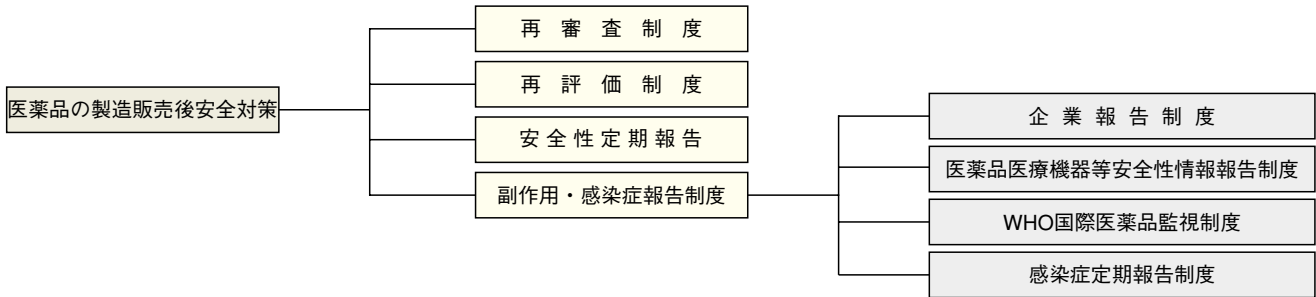 医薬品の製造販売後安全対策
再審査制度
再評価制度
安全性定期報告
副作用・感染症報告制度
企業報告制度
医薬品医療機器等安全性情報報告制度
WHO国際医薬品監視制度
感染症定期報告制度